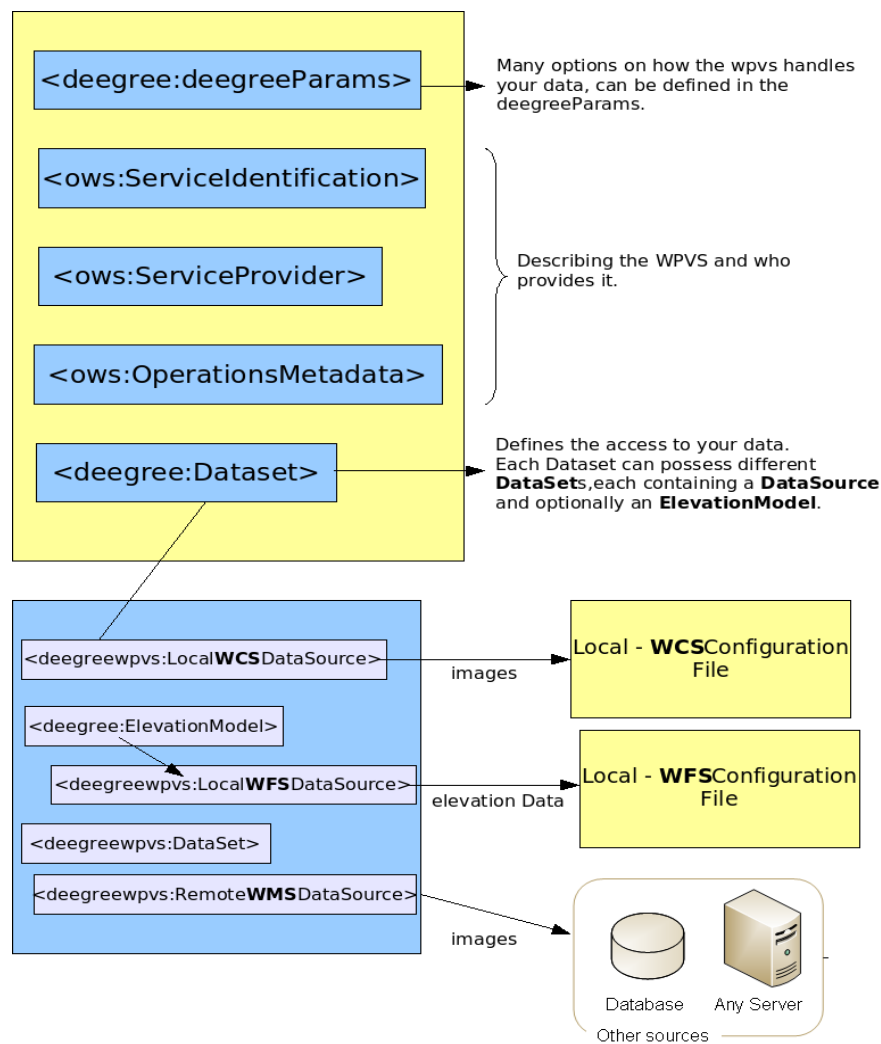 <deegree:deegreeParams>
Many options on how the wpvs handles
your data, can be defined in the
deegreeParams.
<ows:ServiceIdentification>
<ows:ServiceProvider>
Describing the WPVS and who
provides it.
<ows:OperationsMetadata>
<deegree:Dataset>
Defines the access to your data.
Each Dataset can possess different
DataSets,each containing a DataSource
and optionally an ElevationModel.
<deegreewpvs:LocalWCSDataSource>
images
Local - WCSConfiguration
File
<deegree:ElevationModel>
<deegreewpvs:LocalWFSDataSource>
elevation Data
Local - WFSConfiguration
File
<deegreewpvs:DataSet>
<deegreewpvs:RemoteWMSDataSource>
images
Database
Any Server
Other sources